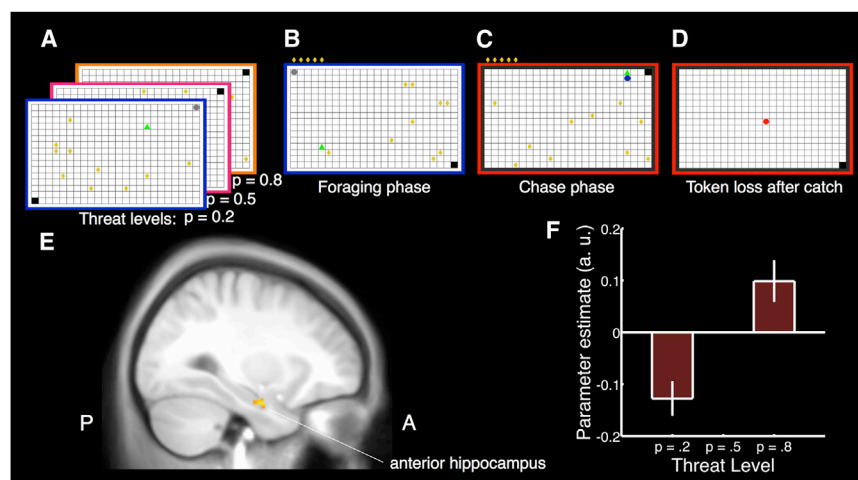 A
B
C
D
p = 0.8
p = 0.5
Threat levels: p = 0.2
Foraging phase
Chase phase
Token loss after catch
E
P
A
anterior hippocampus
F
Parameter estimate (a. u.)
0.2
0.1
0
-0.1
-0.2
p = .2
p = .5
p = .8
Threat Level